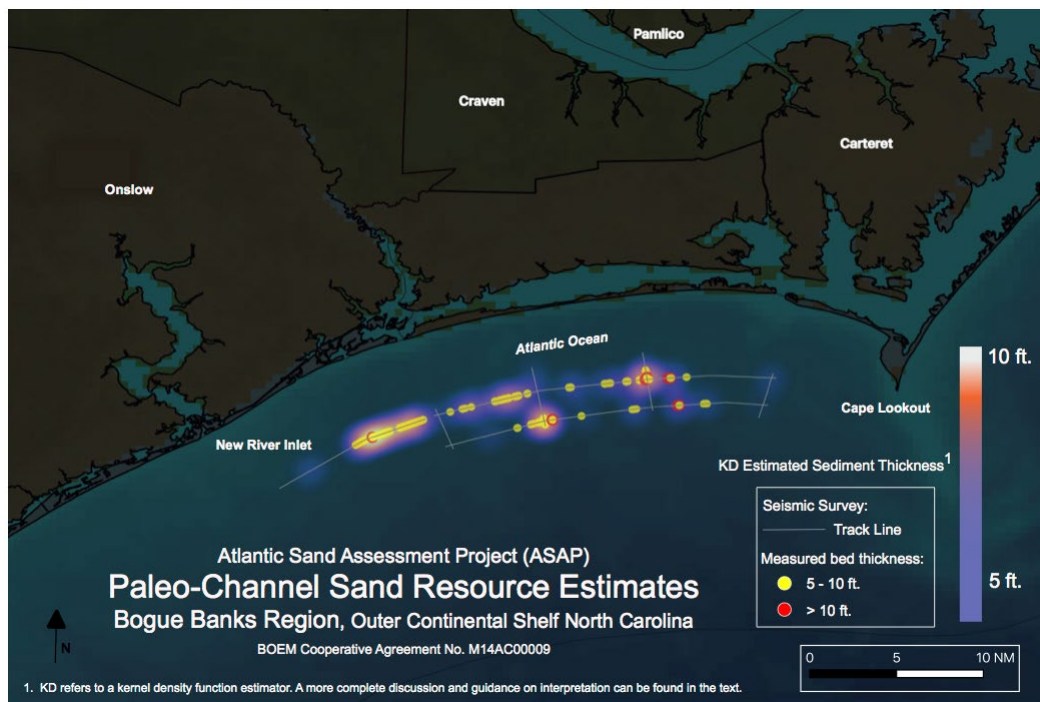 Pamlico
Craven
Carteret
Onslow
Atlantic Ocean
10 ft.
Cape Lookout
New River Inlet
KD Estimated Sediment Thickness1
Seismic Survey:
Track Line
Measured bed thickness:
5 - 10 ft.
> 10 ft.
5 ft.
Atlantic Sand Assessment Project (ASAP)
Paleo-Channel Sand Resource Estimates
Bogue Banks Region, Outer Continental Shelf North Carolina
BOEM Cooperative Agreement No. M14AC00009
N
0 5 10 NM
1. KD refers to a kernel density function estimator. A more complete discussion and guidance on interpretation can be found in the text.